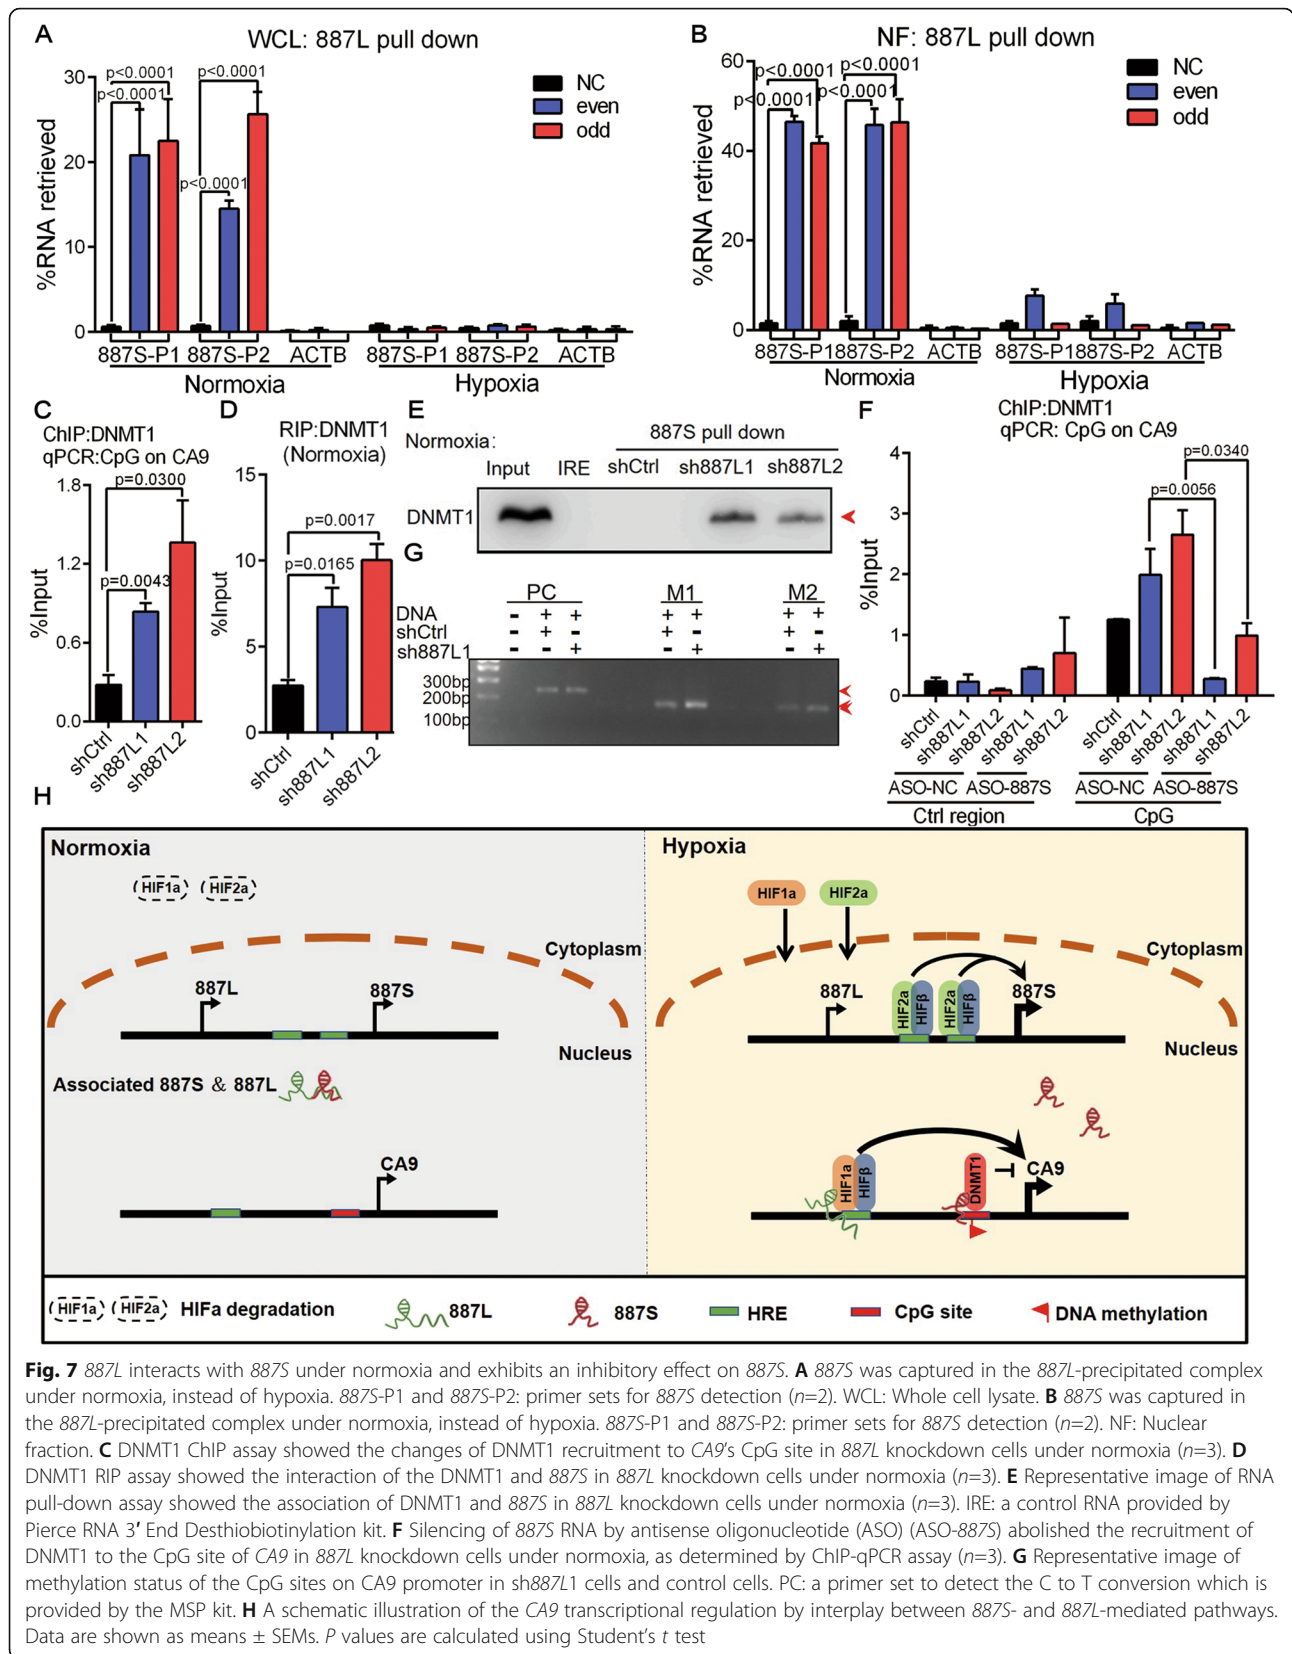 A
WCL: 887L pull down
%RNA retrieved
30
20
10
0
p<0.0001
p<0.0001
p<0.0001
p<0.0001
NC
even
odd
887S-P1 887S-P2 ACTB 887S-P1 887S-P2 ACTB
Normoxia Hypoxia
B
NF: 887L pull down
%RNA retrieved
60
40
20
0
p<0.0001 p<0.0001
p<0.0001 p<0.0001
NC
even
odd
887S-P1 887S-P2 ACTB 887S-P1 887S-P2 ACTB
Normoxia Hypoxia
C
ChIP:DNMT1
qPCR:CpG on CA9
%Input
1.8
1.2
0.6
0.0
p=0.0300
p=0.0043
shCtrl sh887L1 sh887L2
D
RIP:DNMT1
(Normoxia)
%Input
15
10
5
0
p=0.0017
p=0.0165
shCtrl sh887L1 sh887L2
E
Normoxia:
887S pull down
Input IRE shCtrl sh887L1 sh887L2
DNMT1
F
ChIP:DNMT1
qPCR: CpG on CA9
%Input
4
3
2
1
0
p=0.0340
p=0.0056
shCtrl sh887L1 sh887L2 sh887L1 sh887L2 shCtrl sh887L1 sh887L2 sh887L1 sh887L2
ASO-NC ASO-887S ASO-NC ASO-887S
Ctrl region CpG
G
PC M1 M2
DNA - + + + + + +
shCtrl - + - + - + -
sh887L1 - - + - + - +
300bp
200bp
100bp
H
Normoxia
HIF1a HIF2a
Cytoplasm
887L 887S
Nucleus
Associated 887S & 887L
CA9
Hypoxia
HIF1a HIF2a
Cytoplasm
887L HIF2a HIFβ HIF2a HIFβ 887S
Nucleus
HIF1a HIFβ DNMT1 CA9
HIF1a HIF2a HIFa degradation 887L 887S HRE CpG site DNA methylation
Fig. 7 887L interacts with 887S under normoxia and exhibits an inhibitory effect on 887S. A 887S was captured in the 887L-precipitated complex
under normoxia, instead of hypoxia. 887S-P1 and 887S-P2: primer sets for 887S detection (n=2). WCL: Whole cell lysate. B 887S was captured in
the 887L-precipitated complex under normoxia, instead of hypoxia. 887S-P1 and 887S-P2: primer sets for 887S detection (n=2). NF: Nuclear
fraction. C DNMT1 ChIP assay showed the changes of DNMT1 recruitment to CA9's CpG site in 887L knockdown cells under normoxia (n=3). D
DNMT1 RIP assay showed the interaction of the DNMT1 and 887S in 887L knockdown cells under normoxia (n=3). E Representative image of RNA
pull-down assay showed the association of DNMT1 and 887S in 887L knockdown cells under normoxia (n=3). IRE: a control RNA provided by
Pierce RNA 3′ End Desthiobiotinylation kit. F Silencing of 887S RNA by antisense oligonucleotide (ASO) (ASO-887S) abolished the recruitment of
DNMT1 to the CpG site of CA9 in 887L knockdown cells under normoxia, as determined by ChIP-qPCR assay (n=3). G Representative image of
methylation status of the CpG sites on CA9 promoter in sh887L1 cells and control cells. PC: a primer set to detect the C to T conversion which is
provided by the MSP kit. H A schematic illustration of the CA9 transcriptional regulation by interplay between 887S- and 887L-mediated pathways.
Data are shown as means ± SEMs. P values are calculated using Student's t test